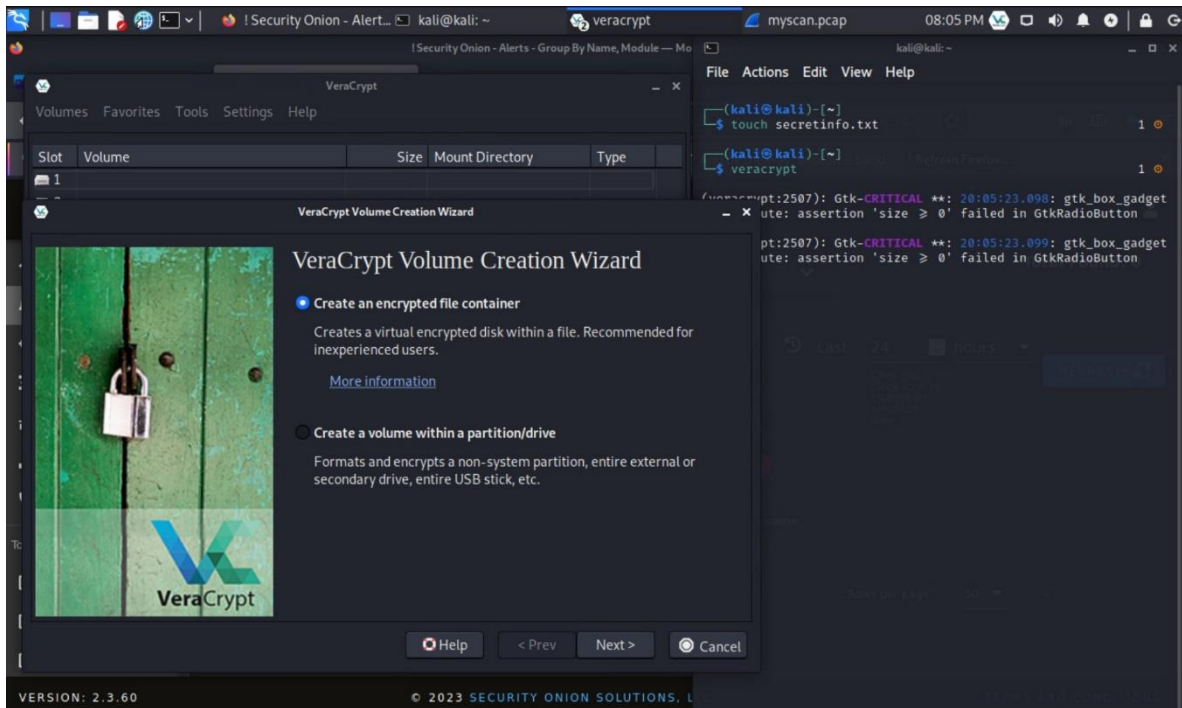 ! Security Onion - Alert...
kali@kali: ~
veracrypt
myscan.pcap
08:05 PM
! Security Onion - Alerts - Group By Name, Module — Mo
kali@kali: ~
File Actions Edit View Help
VeraCrypt
Volumes Favorites Tools Settings Help
Slot Volume Size Mount Directory Type
1
VeraCrypt Volume Creation Wizard
VeraCrypt Volume Creation Wizard
Create an encrypted file container
Creates a virtual encrypted disk within a file. Recommended for
inexperienced users.
More information
Create a volume within a partition/drive
Formats and encrypts a non-system partition, entire external or
secondary drive, entire USB stick, etc.
VeraCrypt
Help < Prev Next > Cancel
(kali㉿kali)-[~]
$ touch secretinfo.txt 1 ⚙
(kali㉿kali)-[~]
$ veracrypt 1 ⚙
(veracrypt:2507): Gtk-CRITICAL **: 20:05:23.098: gtk_box_gadget
ute: assertion 'size ≥ 0' failed in GtkRadioButton
pt:2507): Gtk-CRITICAL **: 20:05:23.099: gtk_box_gadget
ute: assertion 'size ≥ 0' failed in GtkRadioButton
Last 24 hours
Rows per page 50
VERSION: 2.3.60
© 2023 SECURITY ONION SOLUTIONS, L